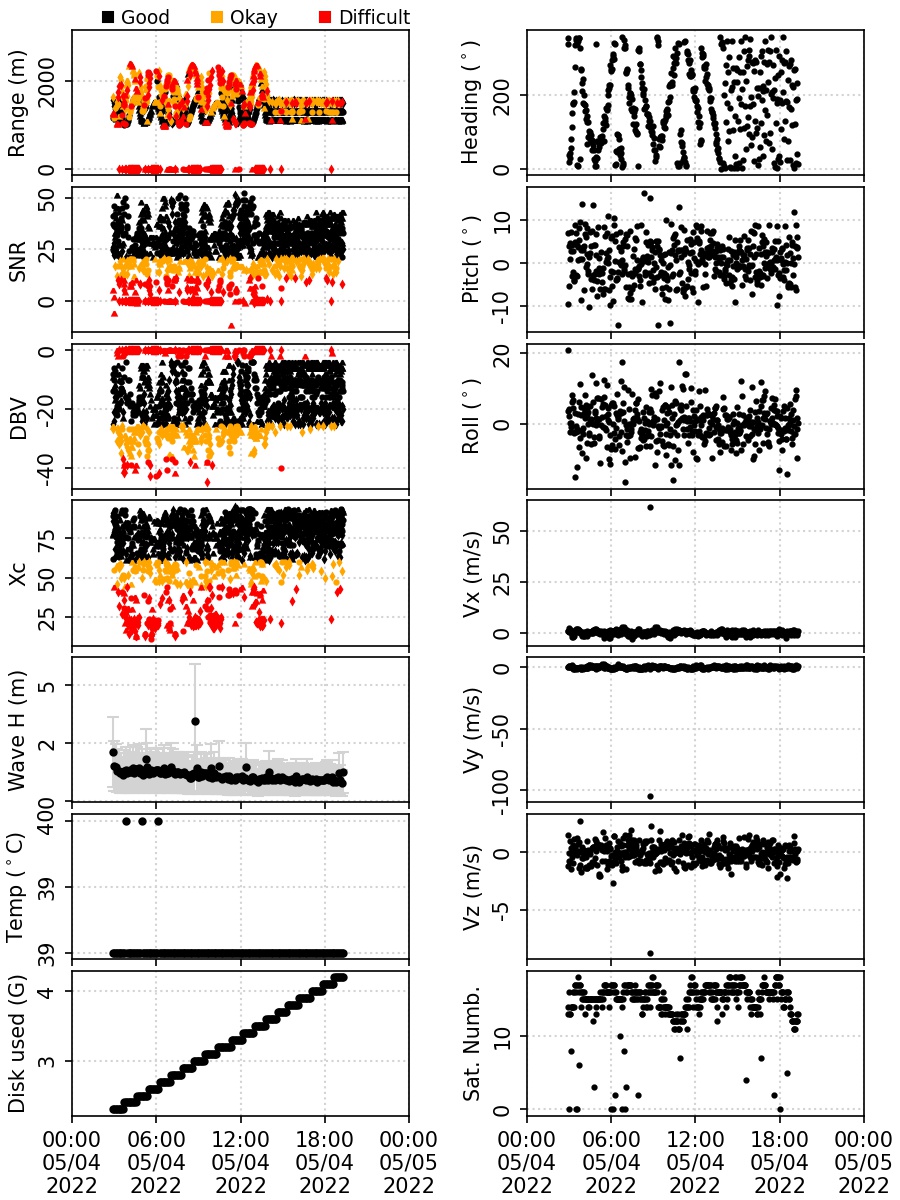 Good Okay Difficult
Range (m)
2000
0
Heading (°)
200
0
SNR
50
25
0
Pitch (°)
10
0
-10
DBV
0
-20
-40
Roll (°)
20
0
Xc
75
50
25
Vx (m/s)
50
25
0
Wave H (m)
5
2
0
Vy (m/s)
0
-50
-100
Temp (°C)
40
39
39
Vz (m/s)
0
-5
Disk used (G)
4
3
Sat. Numb.
10
0
00:00 06:00 12:00 18:00 00:00
05/04 05/04 05/04 05/04 05/05
2022 2022 2022 2022 2022
00:00 06:00 12:00 18:00 00:00
05/04 05/04 05/04 05/04 05/05
2022 2022 2022 2022 2022